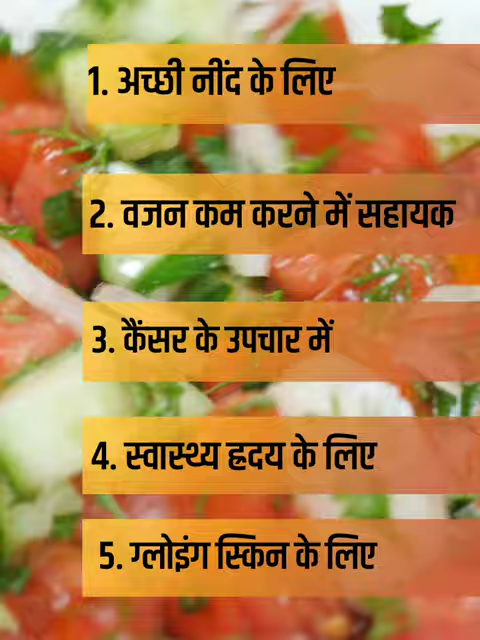 1. अच्छी नींद के लिए
2. वजन कम करने में सहायक
3. कैंसर के उपचार में
4. स्वास्थ्य ह्रदय के लिए
5. ग्लोइंग स्किन के लिए